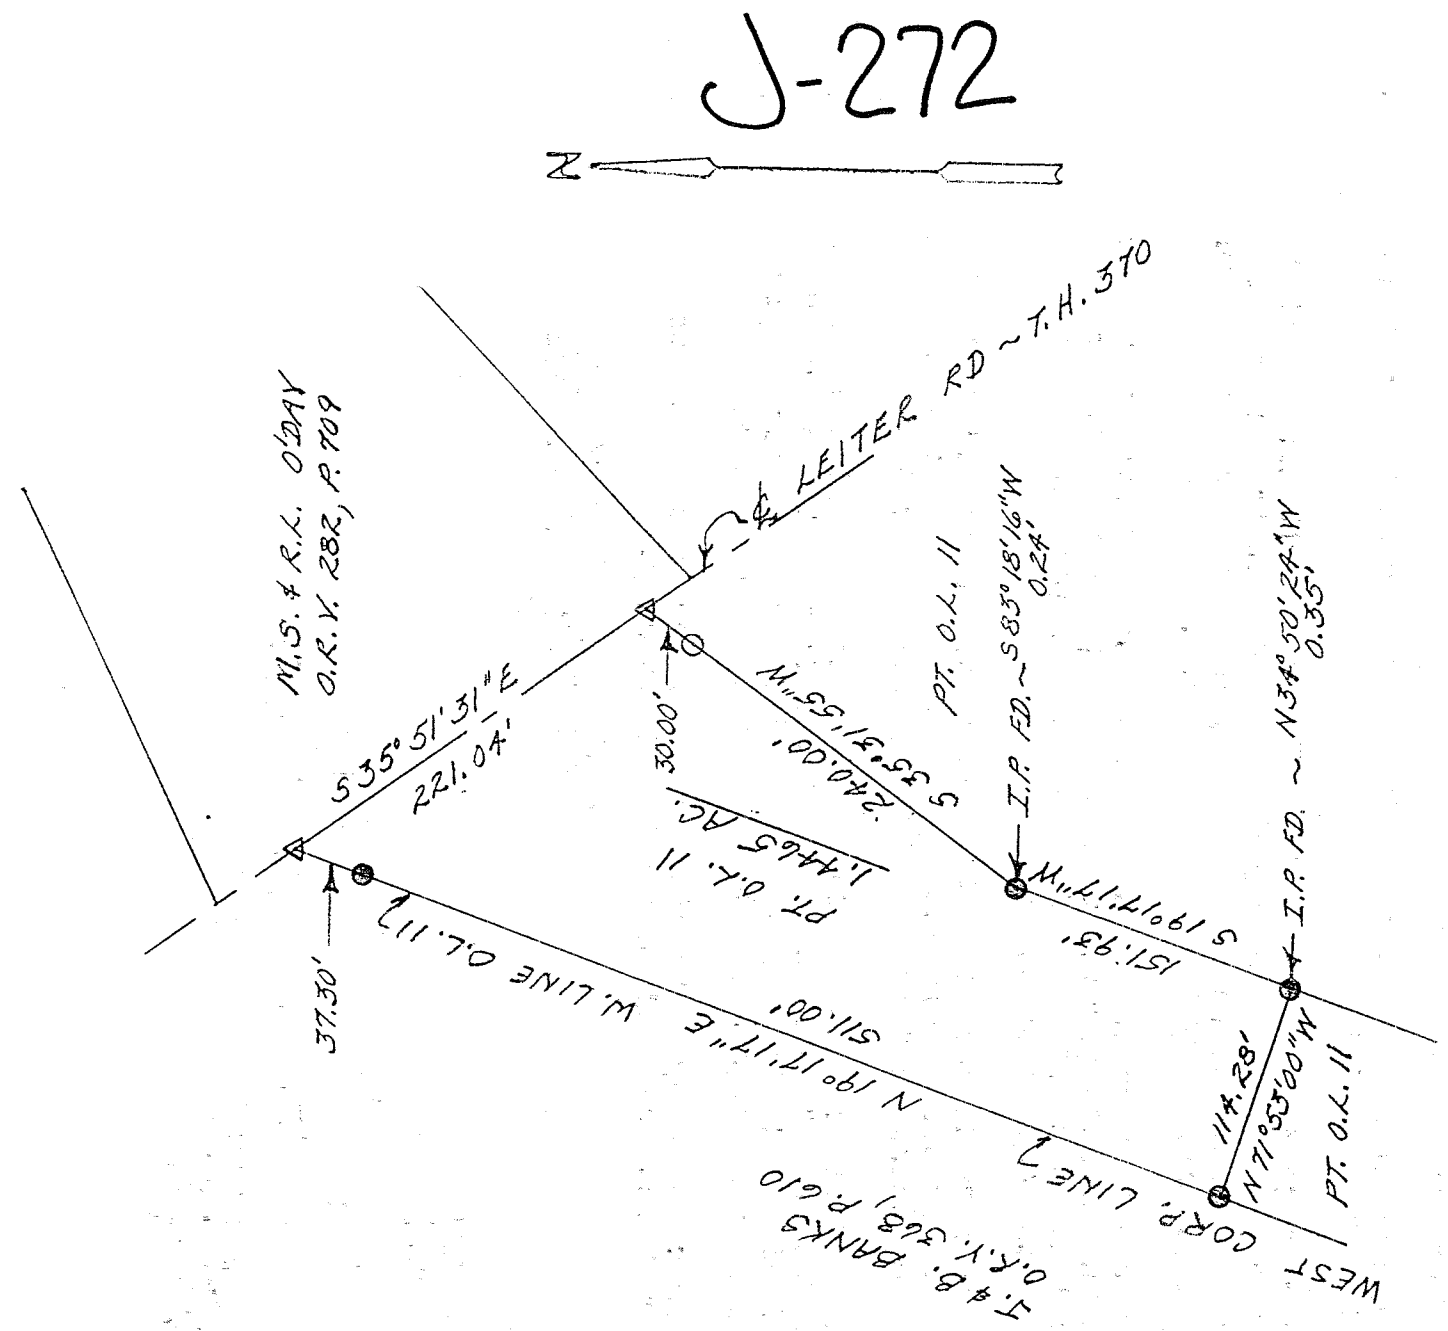 J-272
N
LEITER RD ~ T.H. 370
℄
M.S. & R.L. O'DAY
O.R.V. 282, P. 709
S 35° 51' 31" E
221.04'
30.00'
S 35° 31' 55" W
240.00'
PT. O.L. 11
I.P. FD. ~ S 83° 18' 16" W
0.24'
I.P. FD. ~ N 34° 50' 24" W
0.35'
PT. O.L. 11
1.4465 AC.
S 19° 17' 17" W
151.93'
37.30'
W. LINE O.L. 11
N 19° 17' 17" E
511.00'
114.28'
N 71° 53' 00" W
PT. O.L. 11
WEST CORP. LINE
J. & B. BANKS
O.R.V. 368, P. 610